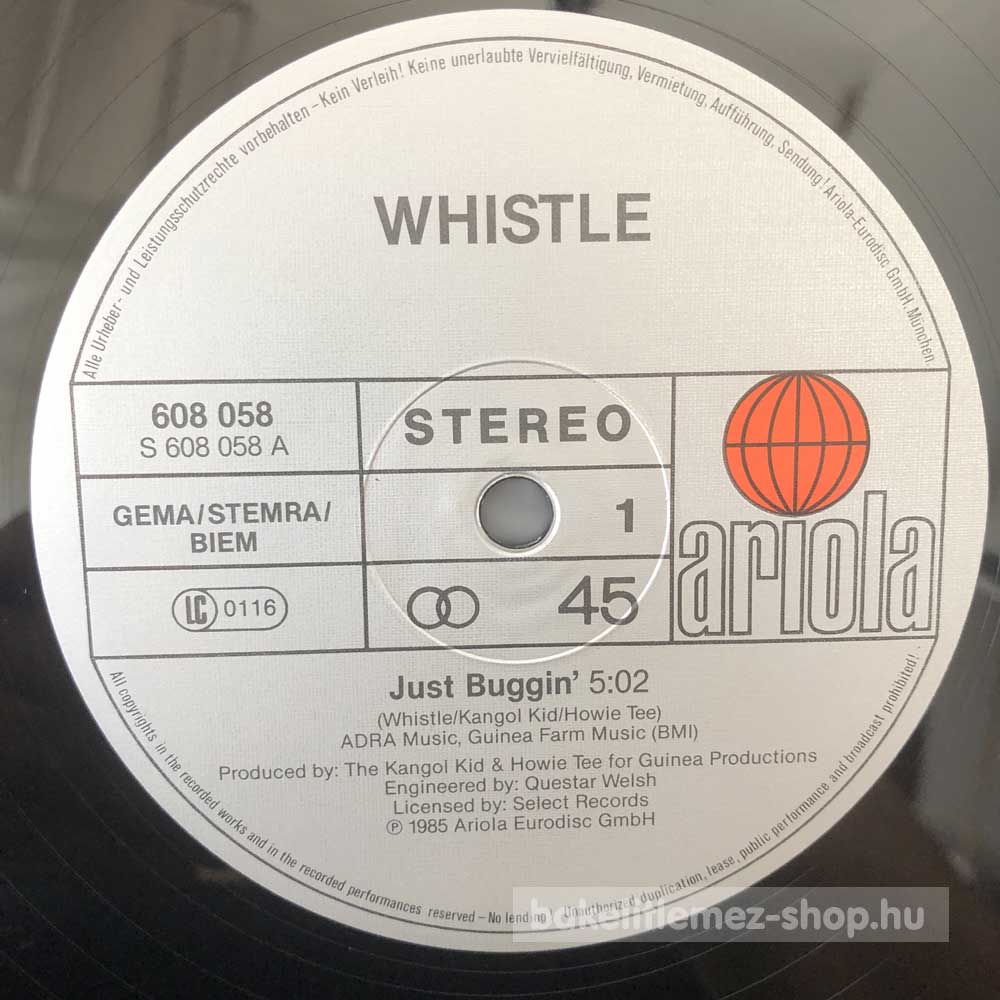 Alle Urheber- und Leistungsschutzrechte vorbehalten – Kein Verleih! Keine unerlaubte Vervielfältigung, Vermietung, Aufführung, Sendung! Ariola-Eurodisc GmbH, München.
WHISTLE
608 058
S 608 058 A
STEREO
GEMA/STEMRA/
BIEM
1
LC 0116
45
ariola
Just Buggin' 5:02
(Whistle/Kangol Kid/Howie Tee)
ADRA Music, Guinea Farm Music (BMI)
Produced by: The Kangol Kid & Howie Tee for Guinea Productions
Engineered by: Questar Welsh
Licensed by: Select Records
℗ 1985 Ariola Eurodisc GmbH
All copyrights in the recorded works and in the recorded performances reserved – No lending! Unauthorized duplication, lease, public performance and broadcast prohibited!
bakelitlemez-shop.hu